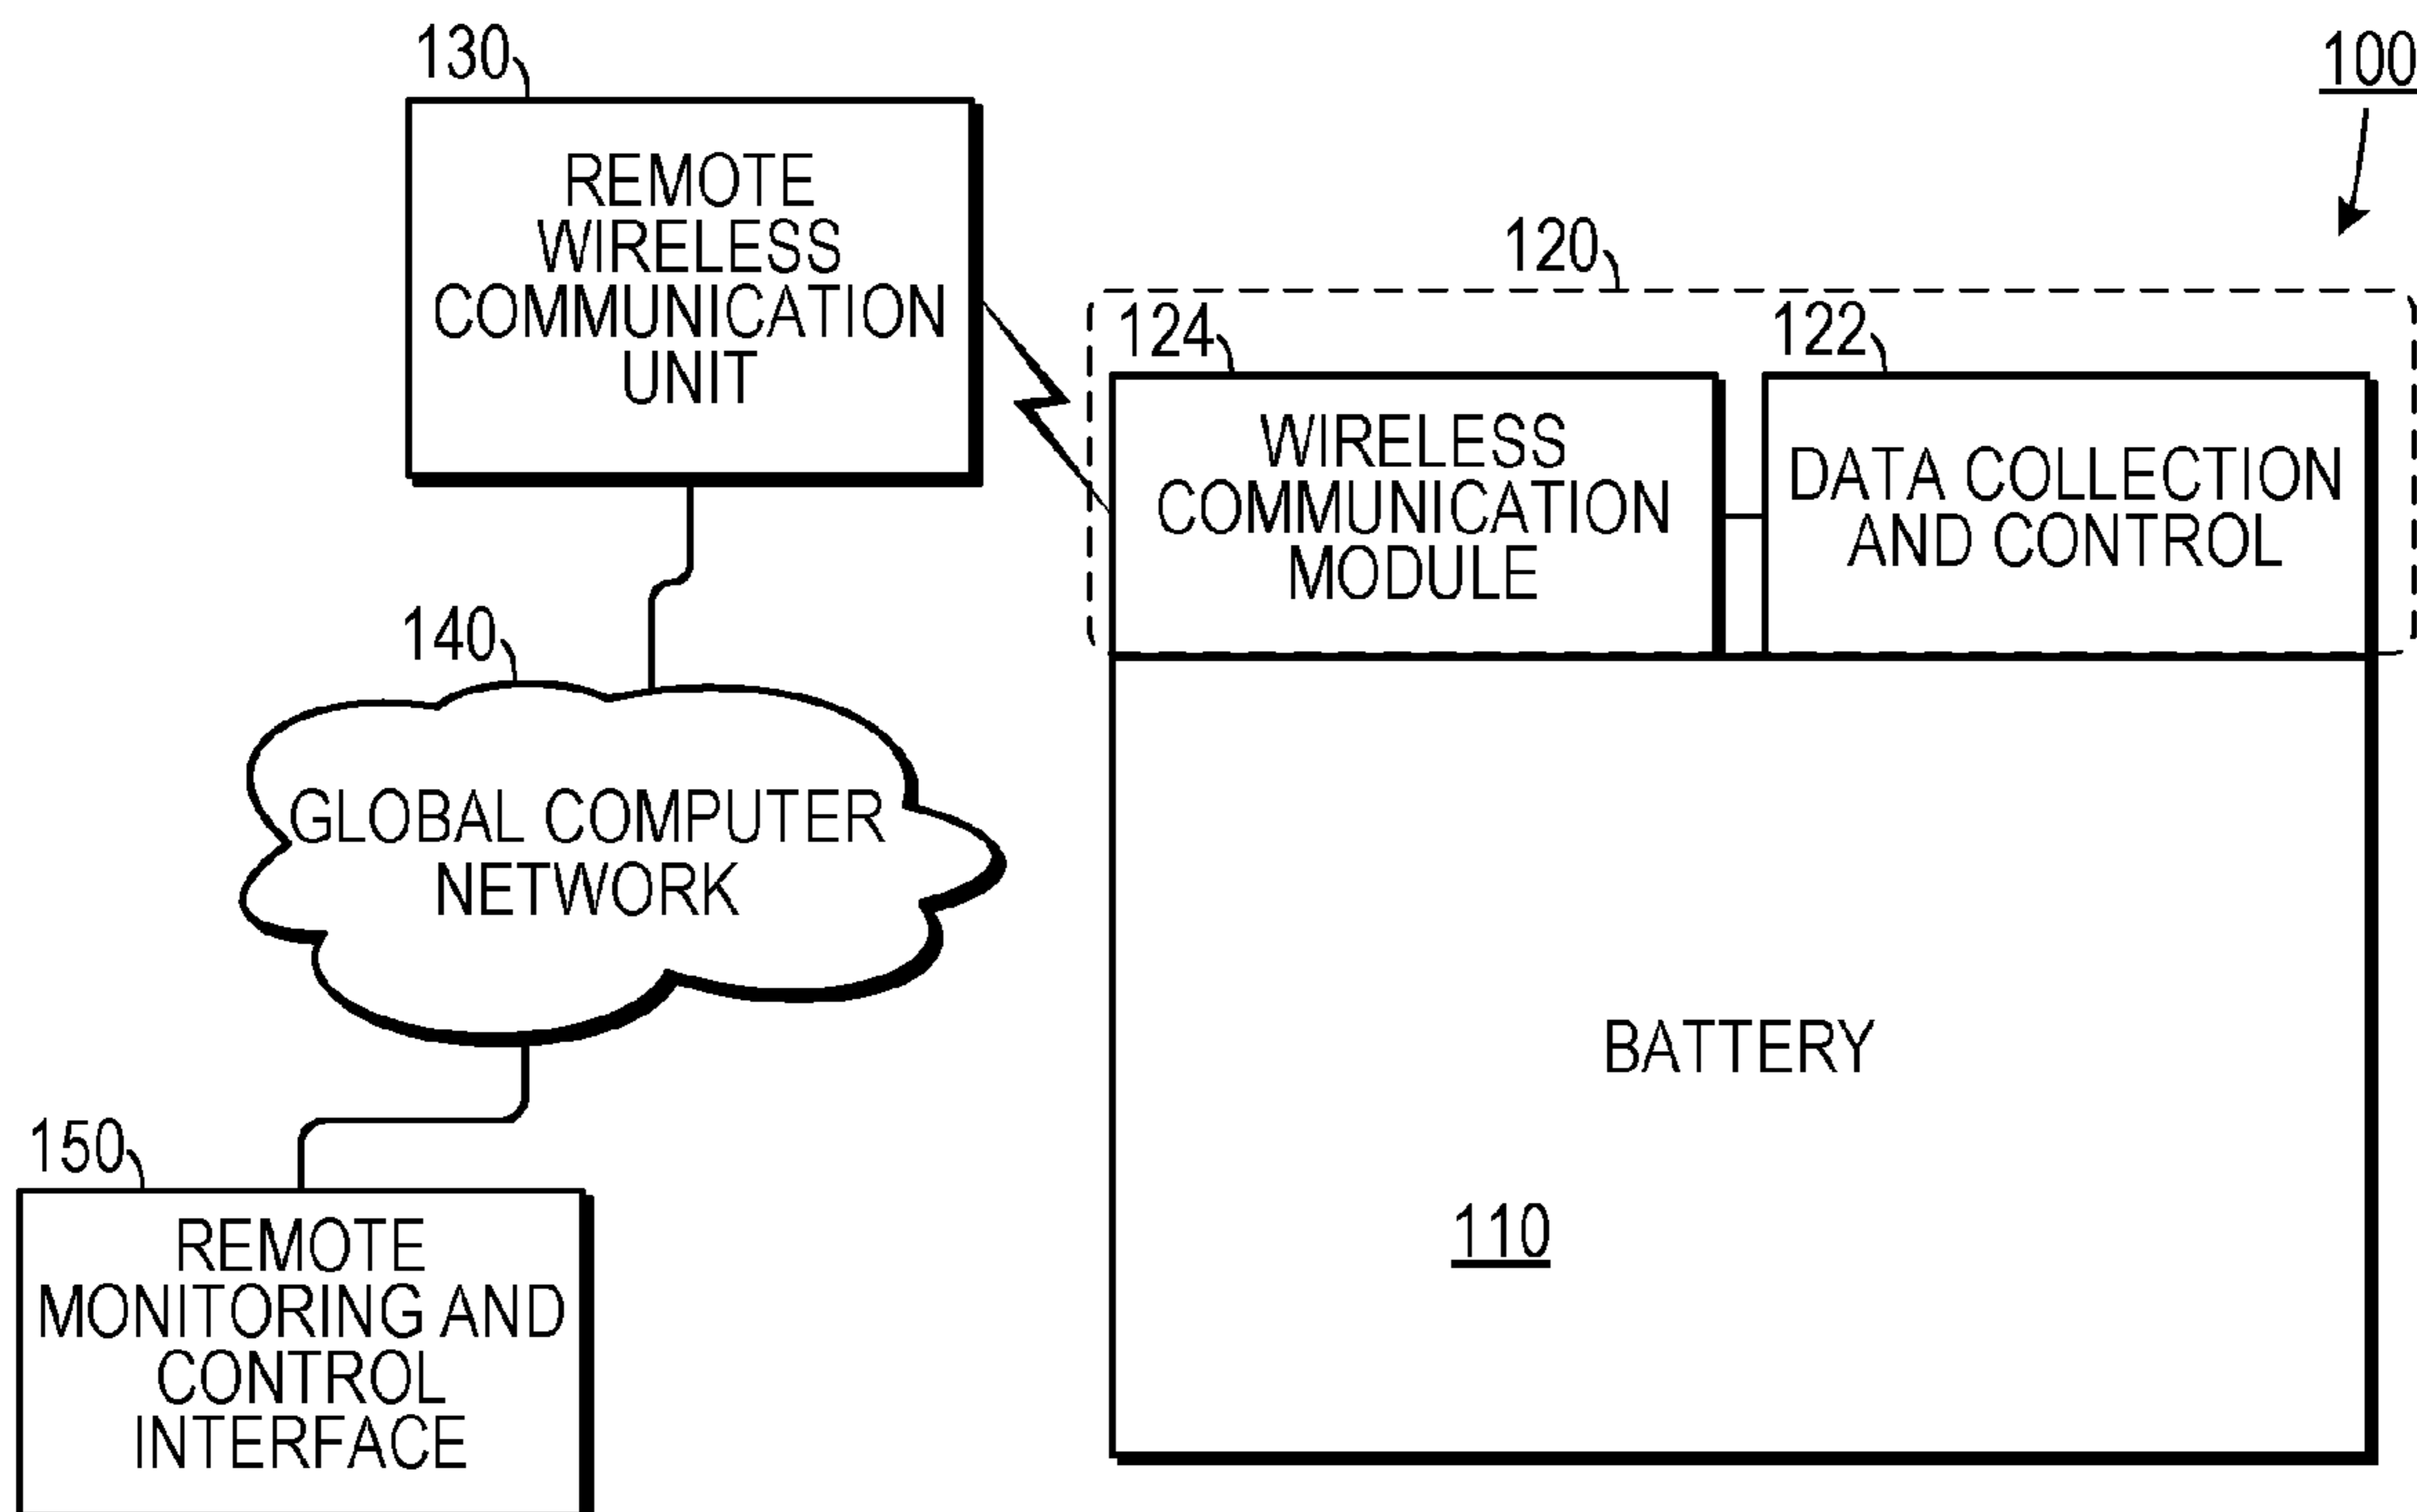 130
REMOTE
WIRELESS
COMMUNICATION
UNIT
100
120
124
WIRELESS
COMMUNICATION
MODULE
122
DATA COLLECTION
AND CONTROL
140
GLOBAL COMPUTER
NETWORK
BATTERY
110
150
REMOTE
MONITORING AND
CONTROL
INTERFACE